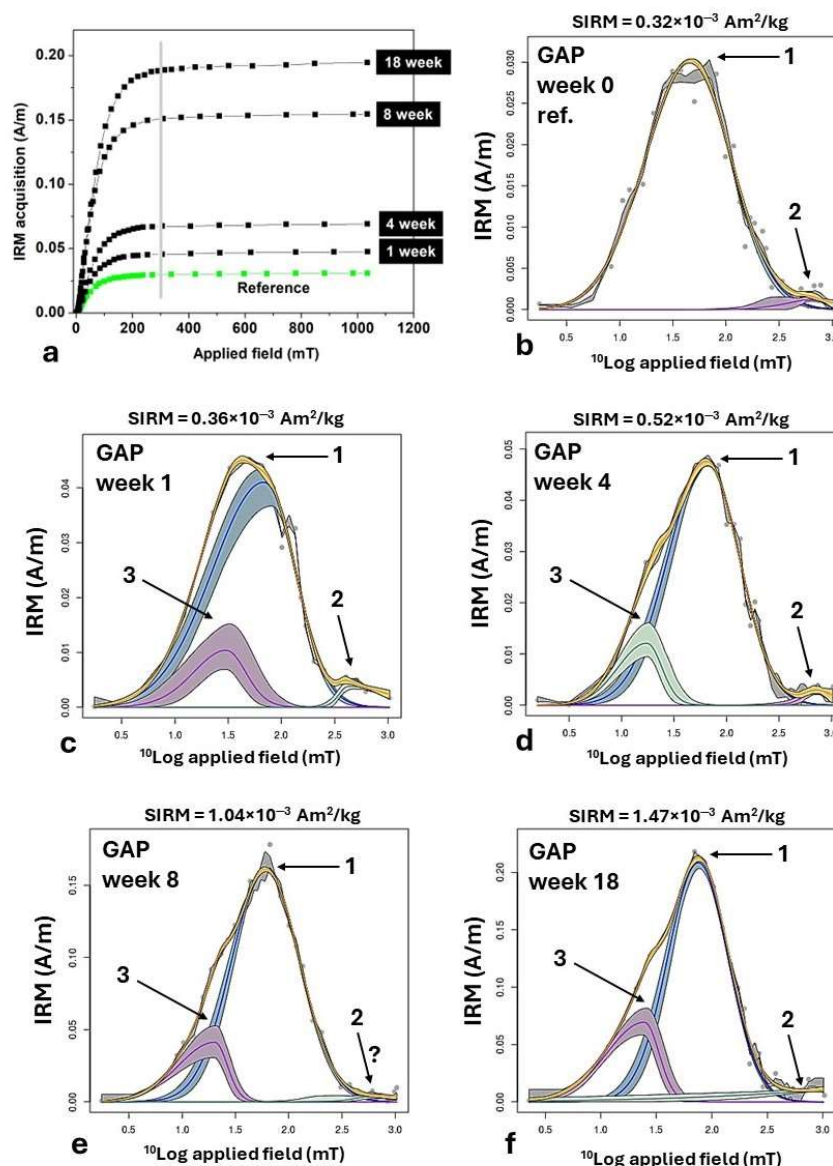 0.20
0.15
0.10
0.05
0.00
IRM acquisition (A/m)
18 week
8 week
4 week
1 week
Reference
0 200 400 600 800 1000 1200
a
Applied field (mT)
SIRM = 0.32×10⁻³ Am²/kg
GAP
week 0
ref.
1
2
0.030
0.025
0.020
0.015
0.010
0.005
0.000
IRM (A/m)
0.5 1.0 1.5 2.0 2.5 3.0
b
¹⁰Log applied field (mT)
SIRM = 0.36×10⁻³ Am²/kg
GAP
week 1
1
3
2
0.04
0.03
0.02
0.01
0.00
IRM (A/m)
0.5 1.0 1.5 2.0 2.5 3.0
c
¹⁰Log applied field (mT)
SIRM = 0.52×10⁻³ Am²/kg
GAP
week 4
1
3
2
0.05
0.04
0.03
0.02
0.01
0.00
IRM (A/m)
0.5 1.0 1.5 2.0 2.5 3.0
d
¹⁰Log applied field (mT)
SIRM = 1.04×10⁻³ Am²/kg
GAP
week 8
1
3
2
?
0.15
0.10
0.05
0.00
IRM (A/m)
0.5 1.0 1.5 2.0 2.5 3.0
e
¹⁰Log applied field (mT)
SIRM = 1.47×10⁻³ Am²/kg
GAP
week 18
1
3
2
0.20
0.15
0.10
0.05
0.00
IRM (A/m)
0.5 1.0 1.5 2.0 2.5 3.0
f
¹⁰Log applied field (mT)